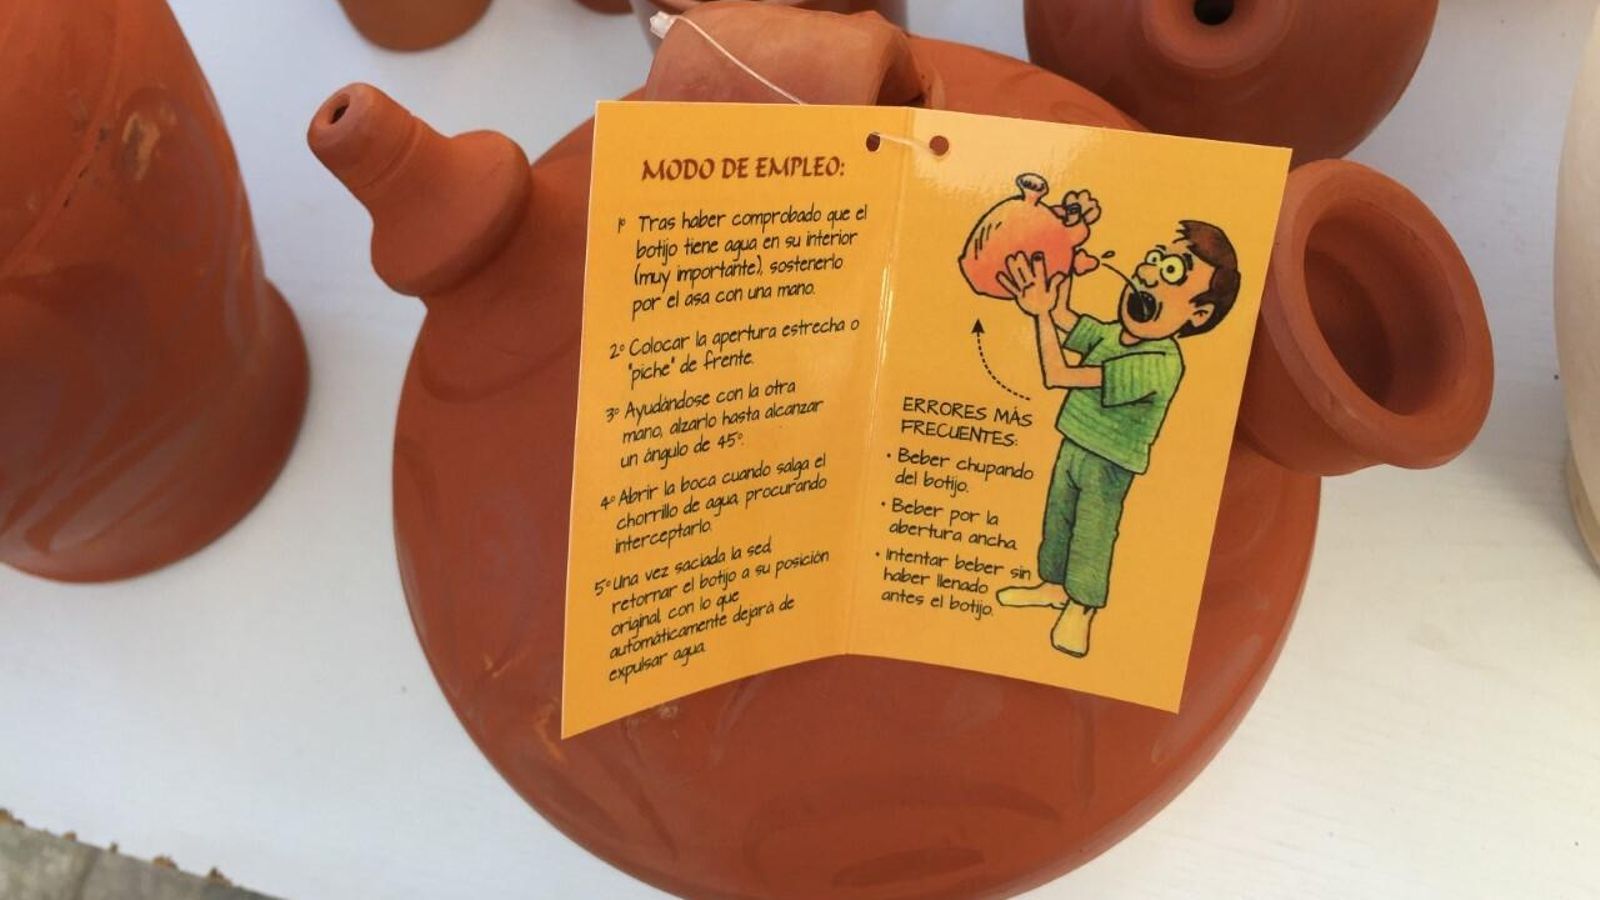 MODO DE EMPLEO:
1º Tras haber comprobado que el
botijo tiene agua en su interior
(muy importante), sostenerlo
por el asa con una mano.
2º Colocar la apertura estrecha o
"piche" de frente.
3º Ayudándose con la otra
mano, alzarlo hasta alcanzar
un ángulo de 45º.
4º Abrir la boca cuando salga el
chorrillo de agua, procurando
interceptarlo.
5º Una vez saciada la sed,
retornar el botijo a su posición
original, con lo que
automáticamente dejará de
expulsar agua.
ERRORES MÁS
FRECUENTES:
• Beber chupando
del botijo.
• Beber por la
abertura ancha.
• Intentar beber sin
haber llenado
antes el botijo.